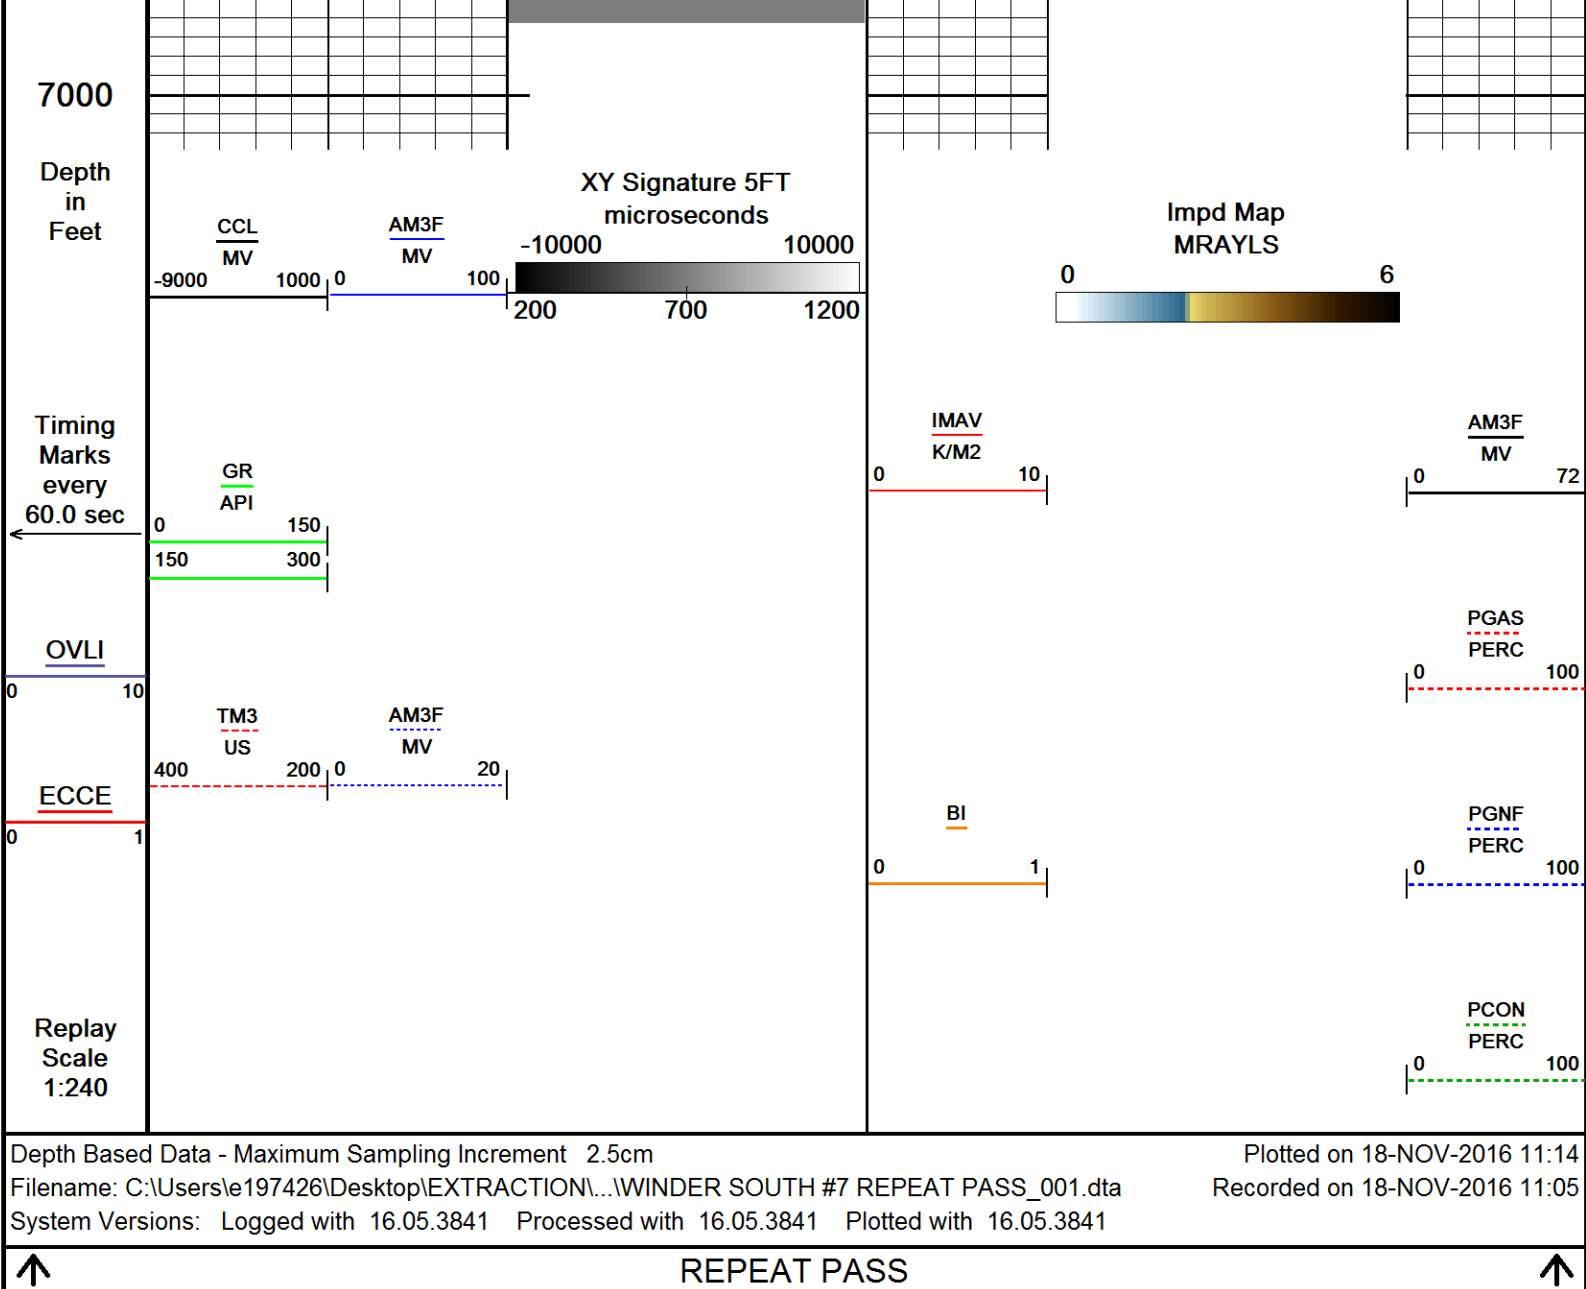 7000
Depth
in
Feet
CCL
MV
-9000 1000
AM3F
MV
0 100
XY Signature 5FT
microseconds
-10000 10000
200 700 1200
Impd Map
MRAYLS
0 6
Timing
Marks
every
60.0 sec
GR
API
0 150
150 300
IMAV
K/M2
0 10
AM3F
MV
0 72
OVLI
0 10
PGAS
PERC
0 100
TM3
US
400 200
AM3F
MV
0 20
ECCE
0 1
BI
0 1
PGNF
PERC
0 100
Replay
Scale
1:240
PCON
PERC
0 100
Depth Based Data - Maximum Sampling Increment 2.5cm
Plotted on 18-NOV-2016 11:14
Filename: C:\Users\e197426\Desktop\EXTRACTION\...\WINDER SOUTH #7 REPEAT PASS_001.dta
Recorded on 18-NOV-2016 11:05
System Versions: Logged with 16.05.3841 Processed with 16.05.3841 Plotted with 16.05.3841
REPEAT PASS